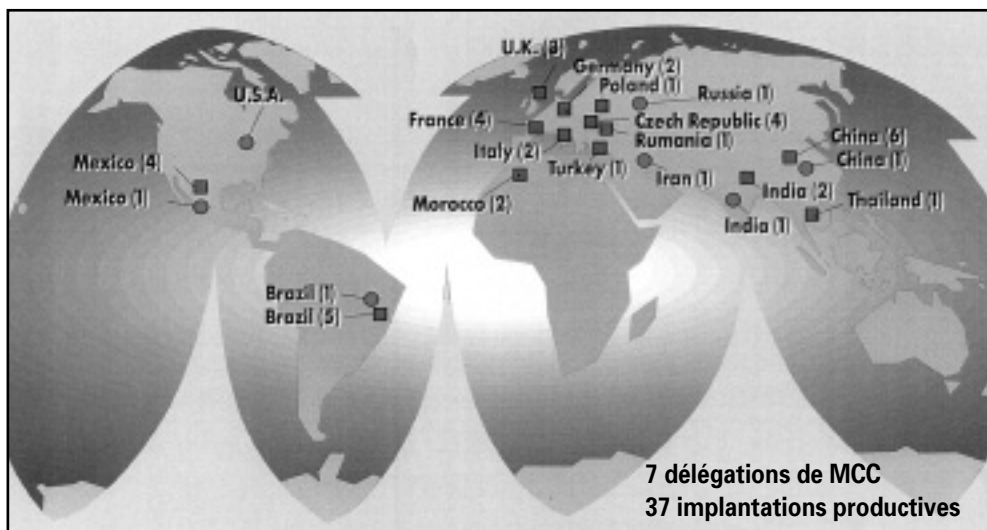 U.K.
Germany (2)
Poland (1)
U.S.A.
Russia (1)
France (4)
Czech Republic (4)
Rumania (1)
China (6)
Italy (2)
China (1)
Mexico (4)
Turkey (1)
Iran (1)
India (2)
Mexico (1)
Morocco (2)
Thailand (1)
India (1)
Brazil (1)
Brazil (5)
7 délégations de MCC
37 implantations productives